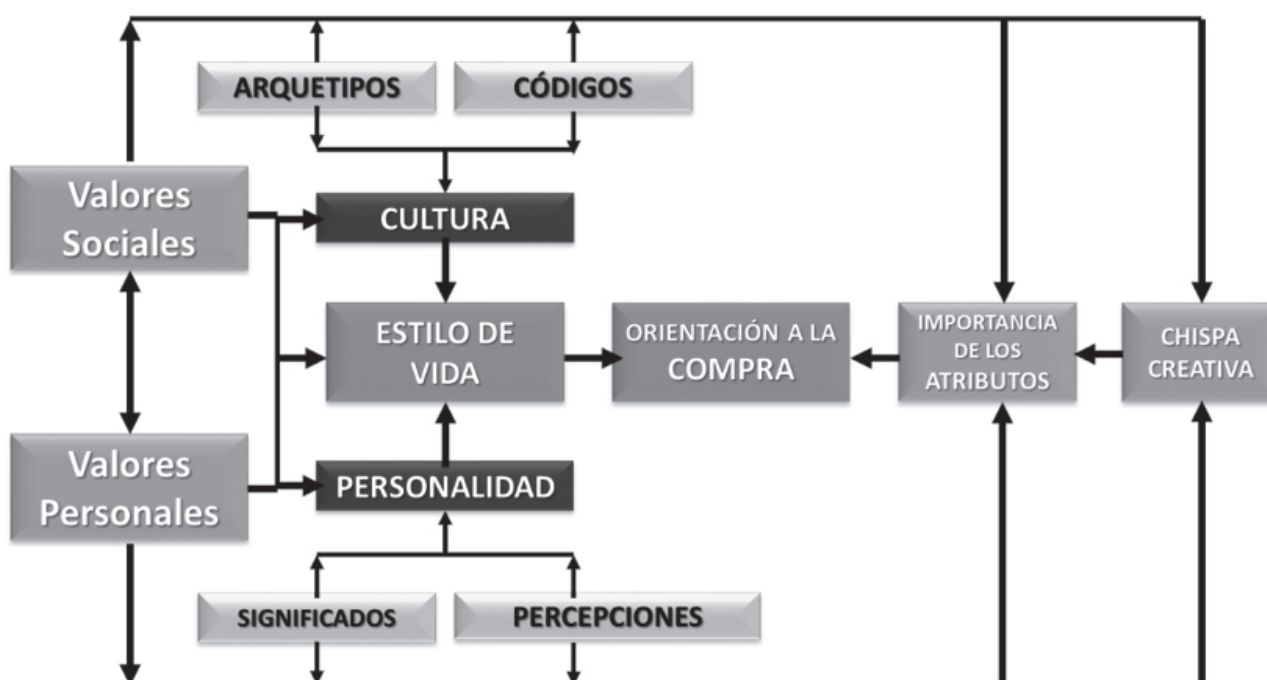 ARQUETIPOS
CÓDIGOS
Valores
Sociales
CULTURA
ESTILO DE
VIDA
ORIENTACIÓN A LA
COMPRA
IMPORTANCIA
DE LOS
ATRIBUTOS
CHISPA
CREATIVA
Valores
Personales
PERSONALIDAD
SIGNIFICADOS
PERCEPCIONES